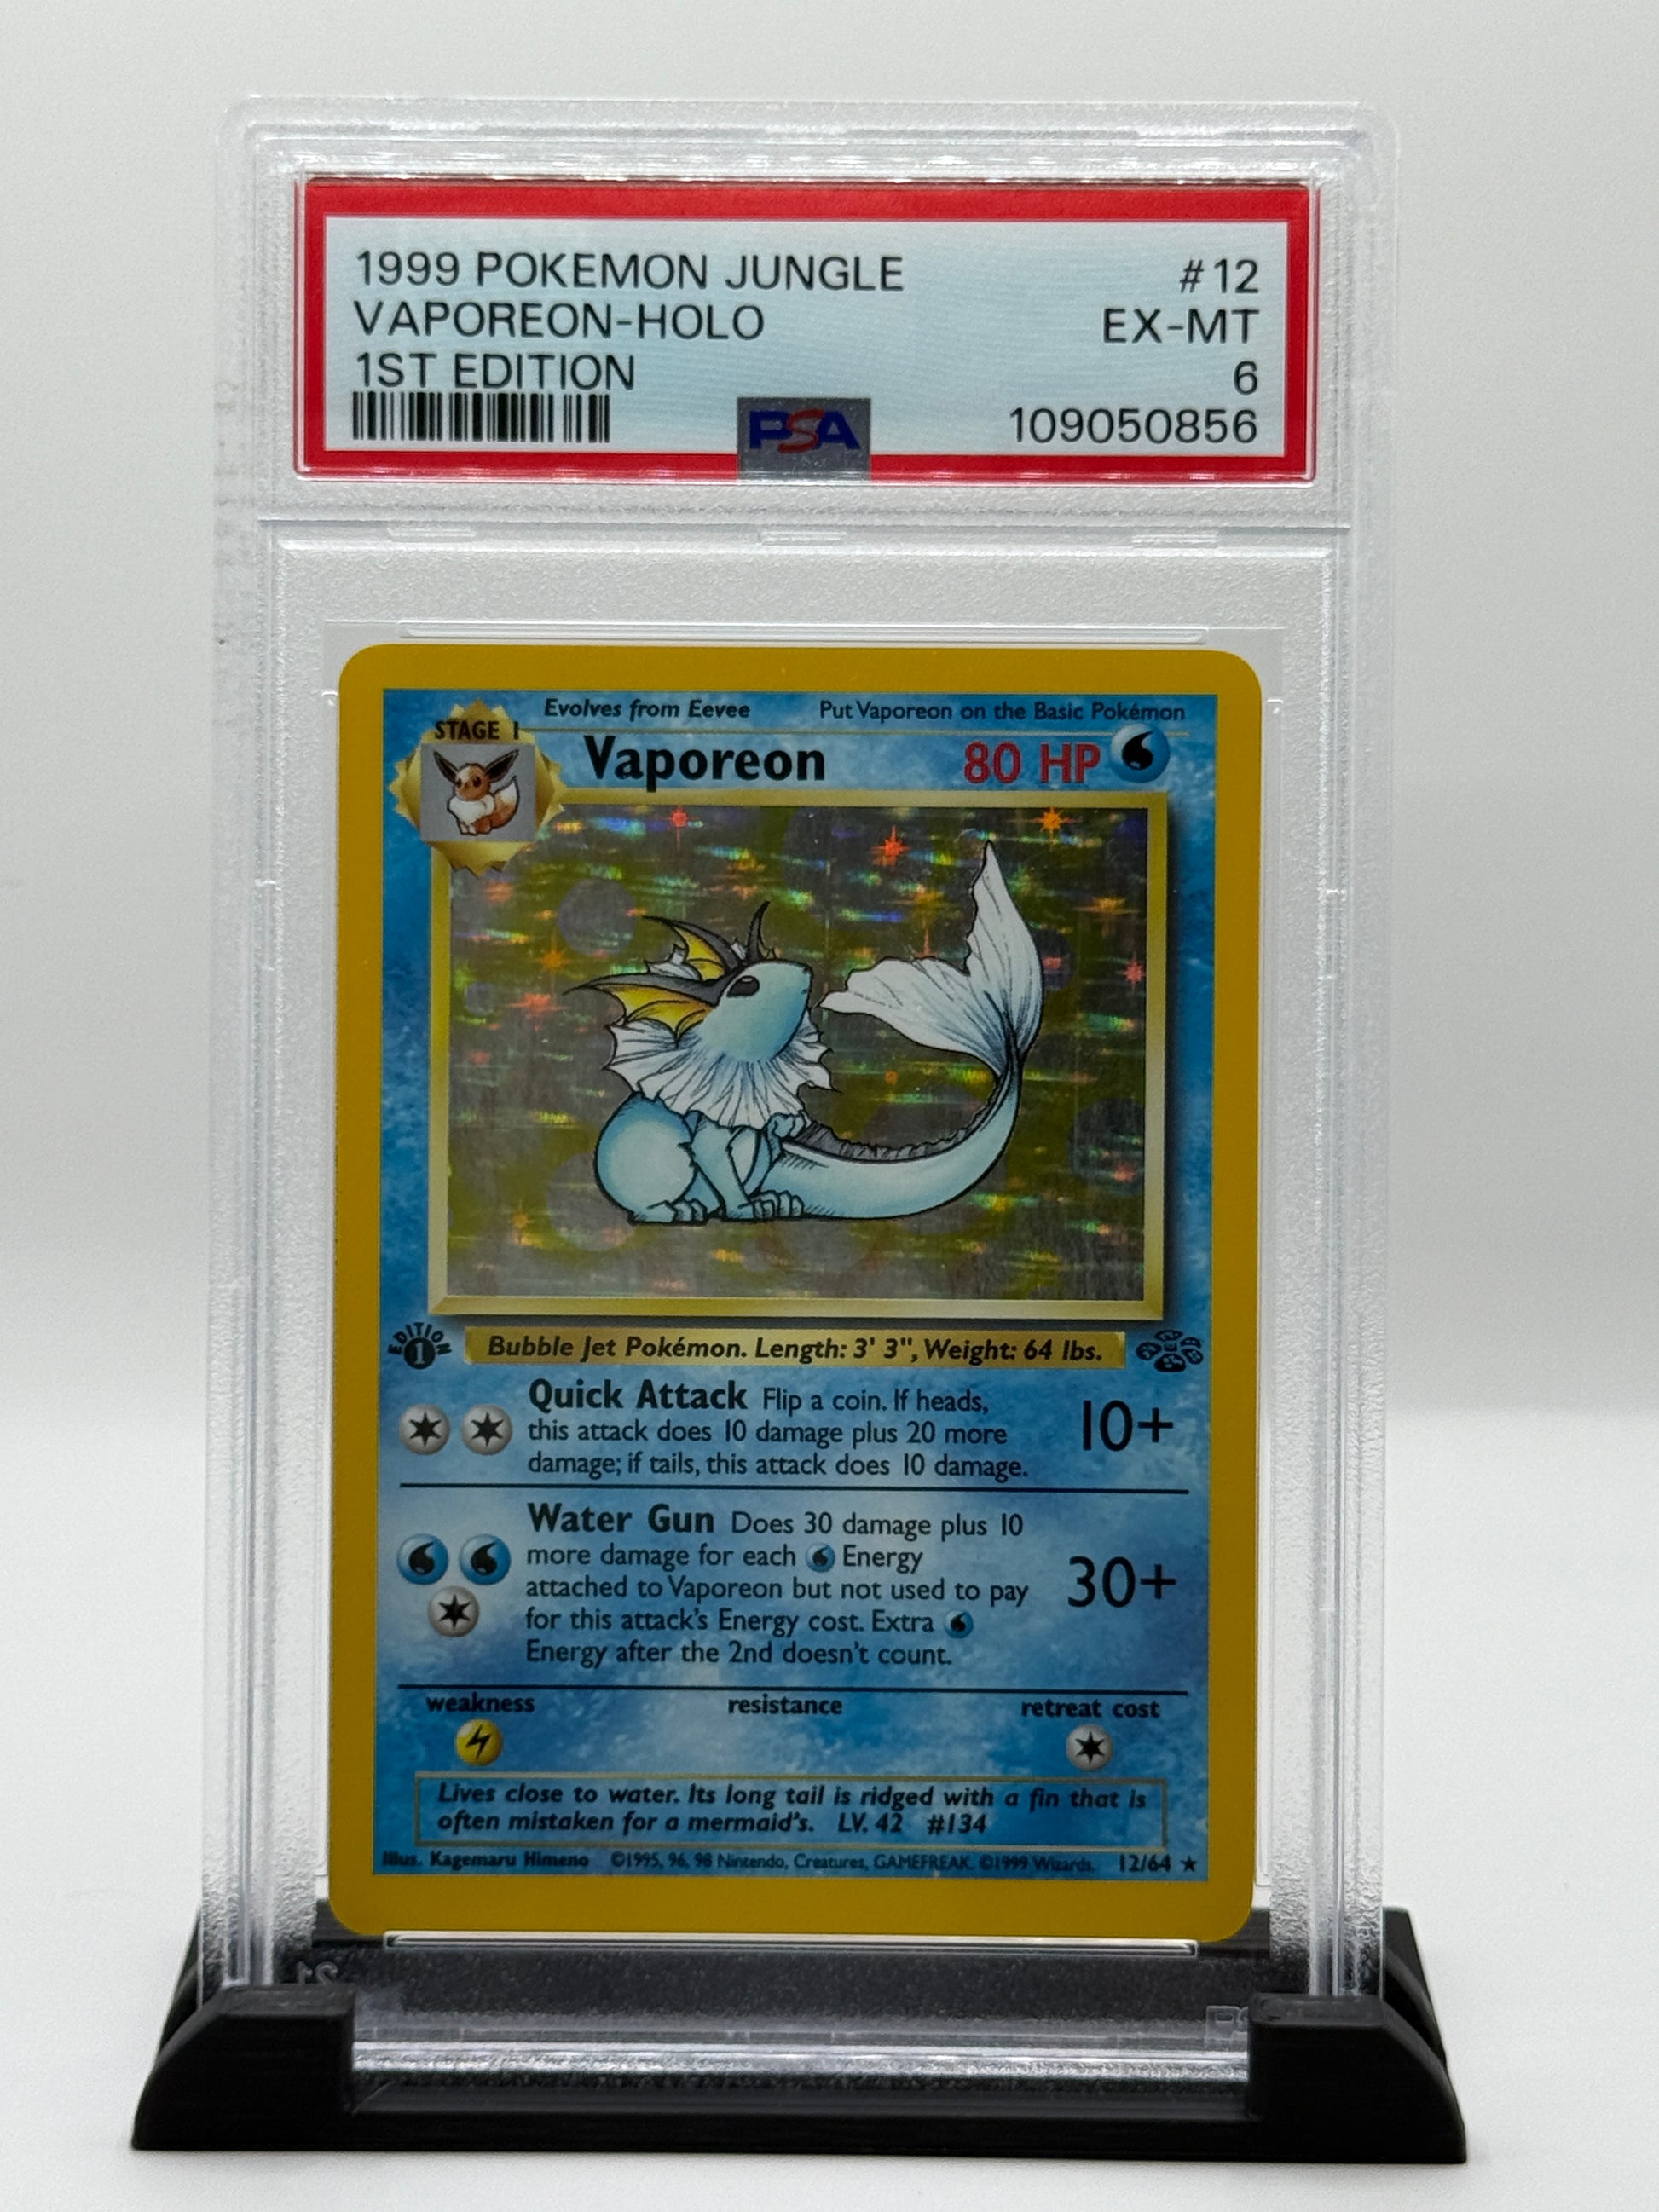 1999 POKEMON JUNGLE #12
VAPOREON-HOLO EX-MT
1ST EDITION 6
PSA 109050856
Evolves from Eevee Put Vaporeon on the Basic Pokémon
STAGE 1
Vaporeon 80 HP
EDITION
1
Bubble Jet Pokémon. Length: 3' 3", Weight: 64 lbs.
Quick Attack Flip a coin. If heads,
this attack does 10 damage plus 20 more
damage; if tails, this attack does 10 damage.
10+
Water Gun Does 30 damage plus 10
more damage for each Energy
attached to Vaporeon but not used to pay
for this attack's Energy cost. Extra
Energy after the 2nd doesn't count.
30+
weakness resistance retreat cost
Lives close to water. Its long tail is ridged with a fin that is
often mistaken for a mermaid's. LV. 42 #134
Illus. Kagemaru Himeno ©1995, 96, 98 Nintendo, Creatures, GAMEFREAK. ©1999 Wizards. 12/64 ★